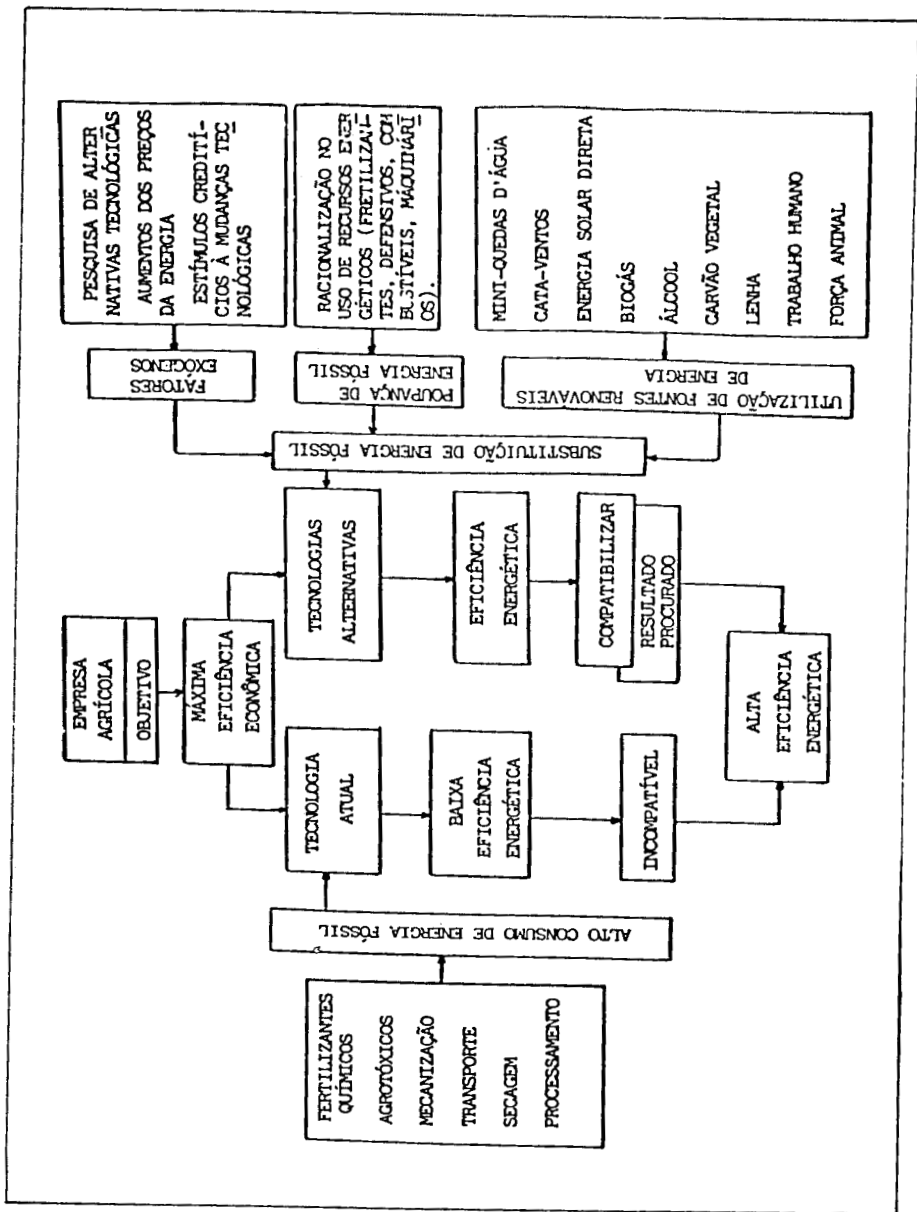 EMPRESA
AGRÍCOLA
OBJETIVO
MÁXIMA
EFICIÊNCIA
ECONÔMICA
TECNOLOGIA
ATUAL
TECNOLOGIAS
ALTERNATIVAS
BAIXA
EFICIÊNCIA
ENERGÉTICA
EFICIÊNCIA
ENERGÉTICA
INCOMPATÍVEL
COMPATIBILIZAR
RESULTADO
PROCURADO
ALTA
EFICIÊNCIA
ENERGÉTICA
ALTO CONSUMO DE ENERGIA FÓSSIL
FERTILIZANTES
QUÍMICOS
AGROTÓXICOS
MECANIZAÇÃO
TRANSPORTE
SECAGEM
PROCESSAMENTO
SUBSTITUIÇÃO DE ENERGIA FÓSSIL
FATORES
EXÓGENOS
PESQUISA DE ALTER
NATIVAS TECNOLÓGICAS
AUMENTOS DOS PREÇOS
DA ENERGIA
ESTÍMULOS CREDITÍ-
CIOS À MUDANÇAS TEC
NOLÓGICAS
POUPANÇA DE
ENERGIA FÓSSIL
RACIONALIZAÇÃO NO
USO DE RECURSOS ENER
GÉTICOS (FRETILIZAN-
TES, DEFENSIVOS, COM
BUSTÍVEIS, MÁQUINÁRI
OS).
UTILIZAÇÃO DE FONTES RENOVÁVEIS
DE ENERGIA
MINI-QUEDAS D'ÁGUA
CATA-VENTOS
ENERGIA SOLAR DIRETA
BIOGÁS
ÁLCOOL
CARVÃO VEGETAL
LENHA
TRABALHO HUMANO
FORÇA ANIMAL